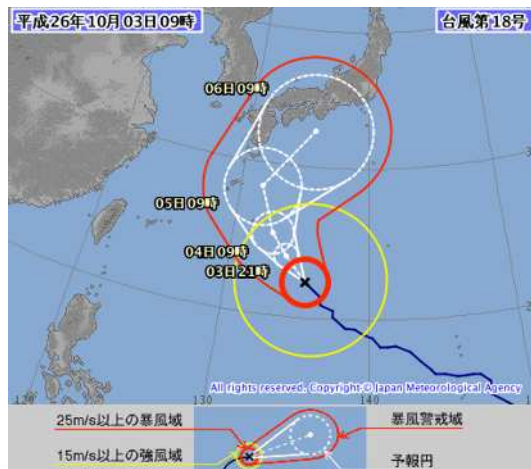 平成26年10月03日09時
台風第18号
06日09時
05日09時
04日09時
03日21時
All rights reserved. Copyright © Japan Meteorological Agency
130
140
25m/s以上の暴風域
暴風警戒域
15m/s以上の強風域
予報円